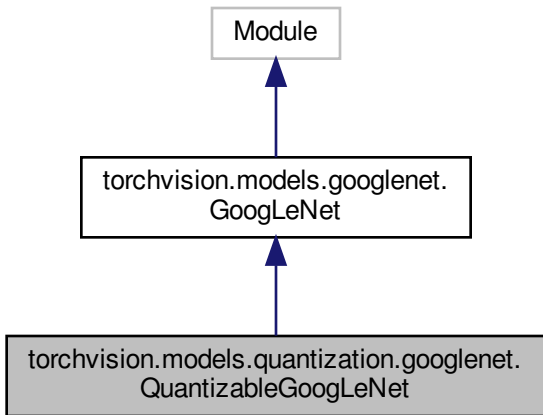 Module
torchvision.models.googlenet.
GoogLeNet
torchvision.models.quantization.googlenet.
QuantizableGoogLeNet